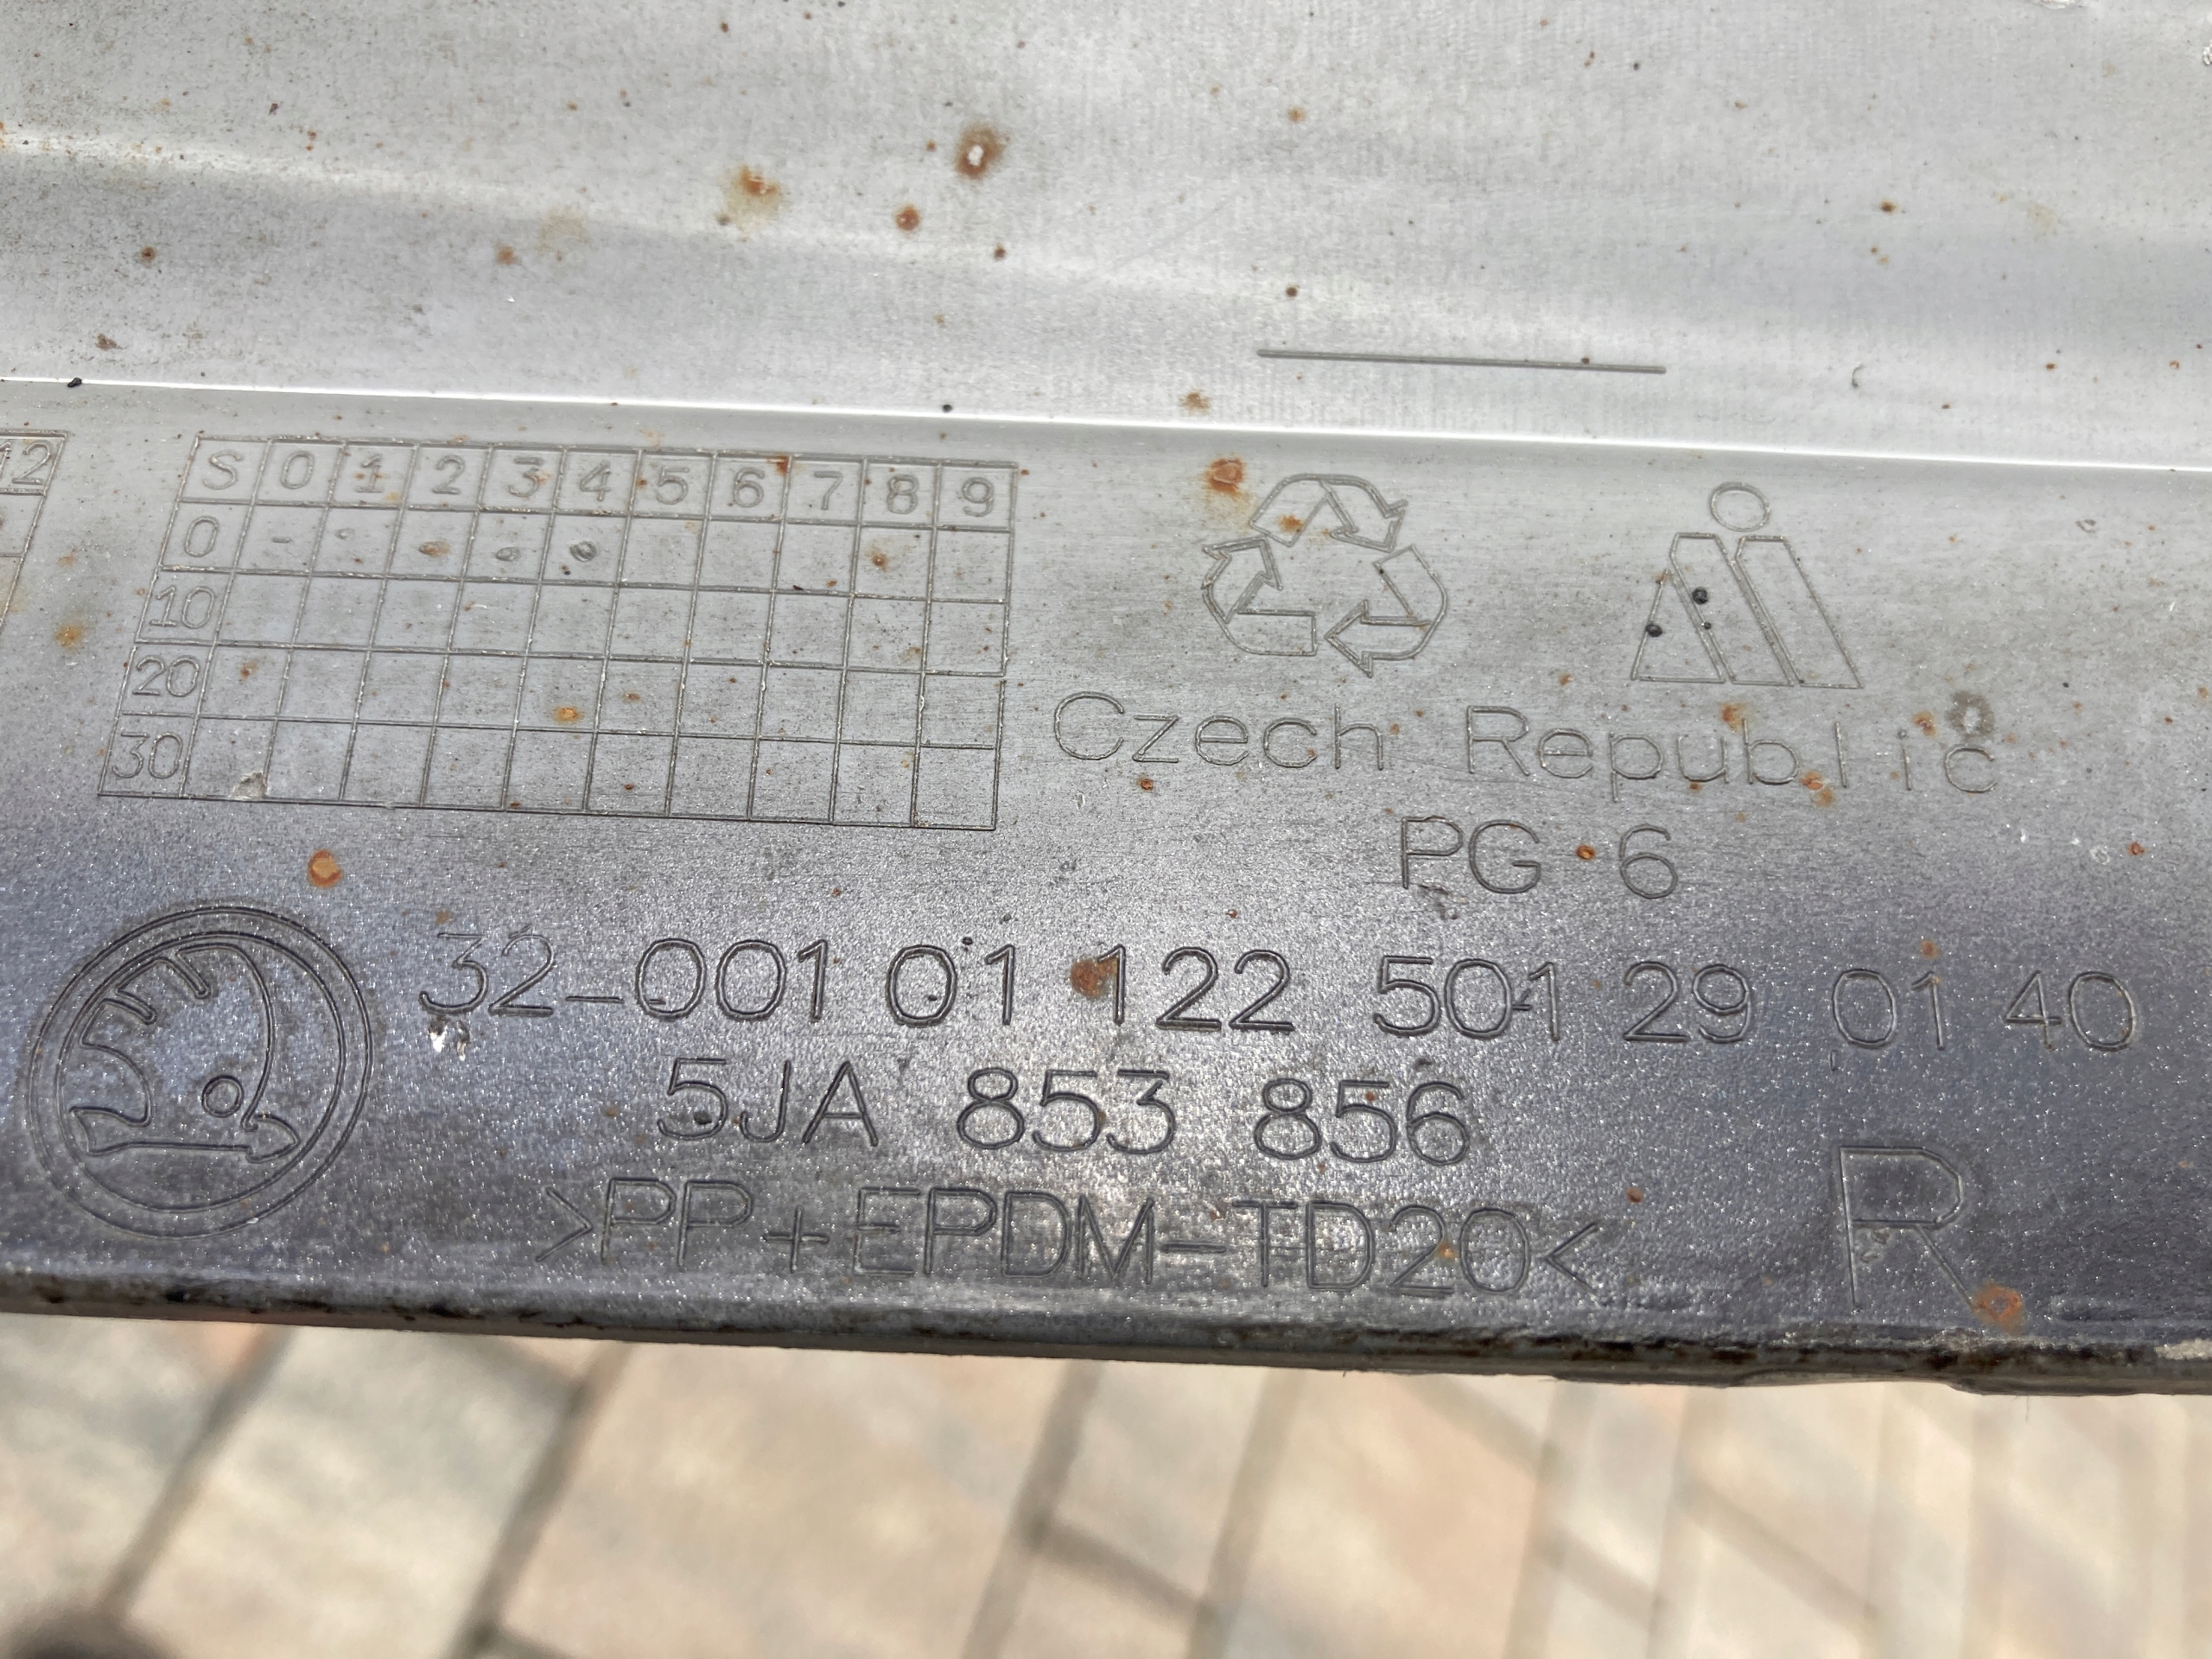 12
S 0 1 2 3 4 5 6 7 8 9
0
10
20
30
Czech Republic
PG 6
32-001 01 122 501 29 01 40
5JA 853 856
>PP+EPDM-TD20<
R